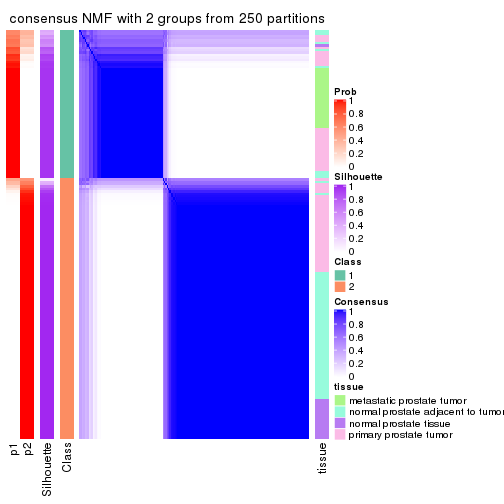 consensus NMF with 2 groups from 250 partitions
Prob
1
0.8
0.6
0.4
0.2
0
Silhouette
1
0.8
0.6
0.4
0.2
0
Class
1
2
Consensus
1
0.8
0.6
0.4
0.2
0
tissue
metastatic prostate tumor
normal prostate adjacent to tumor
normal prostate tissue
primary prostate tumor
p1
p2
Silhouette
Class
tissue